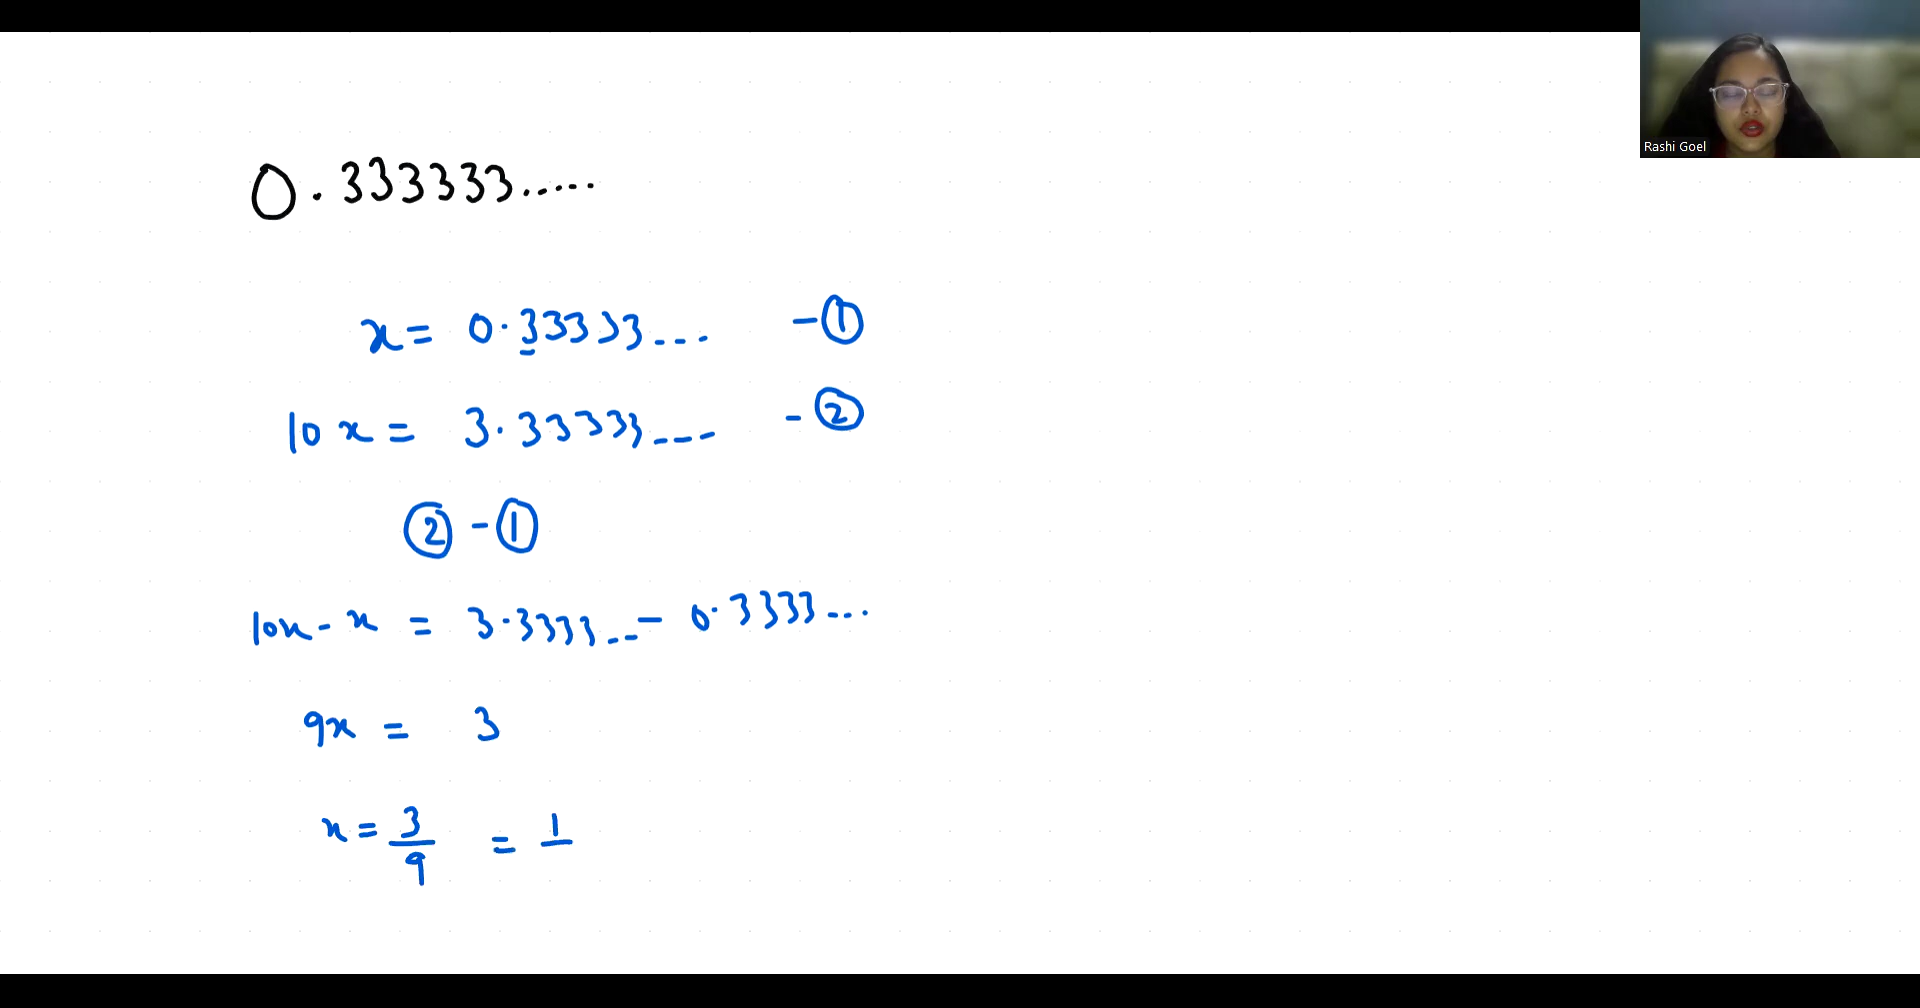 Rashi Goel
0.333333.....
x = 0.33333... -①
10x = 3.33333--- -②
② - ①
10x - x = 3.3333..- 0.3333...
9x = 3
x = 3/9 = 1/